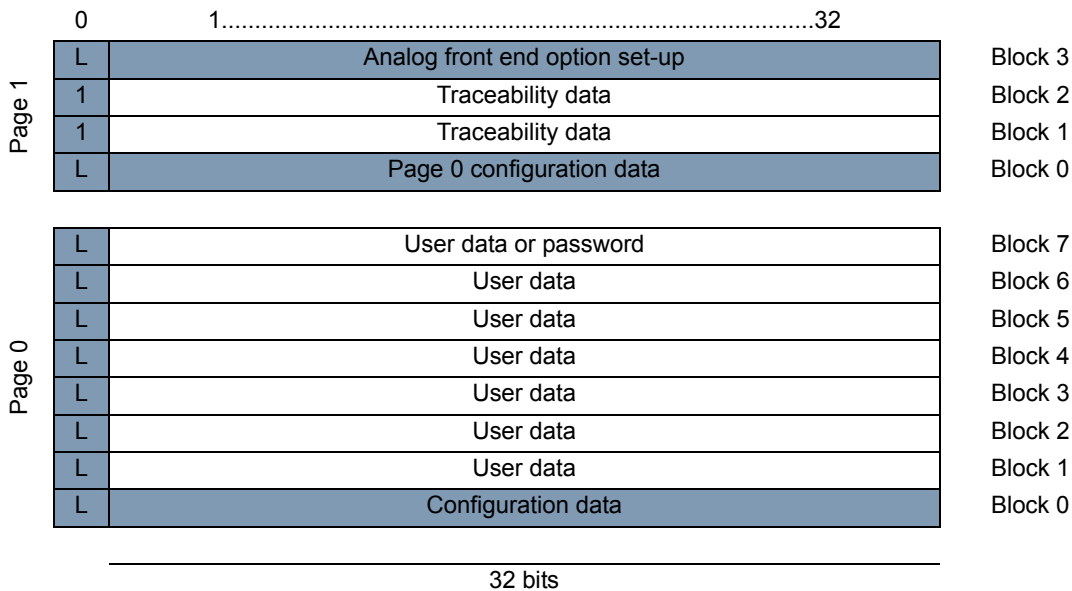 0 1................................................................................32
Page 1
L Analog front end option set-up Block 3
1 Traceability data Block 2
1 Traceability data Block 1
L Page 0 configuration data Block 0
Page 0
L User data or password Block 7
L User data Block 6
L User data Block 5
L User data Block 4
L User data Block 3
L User data Block 2
L User data Block 1
L Configuration data Block 0
32 bits